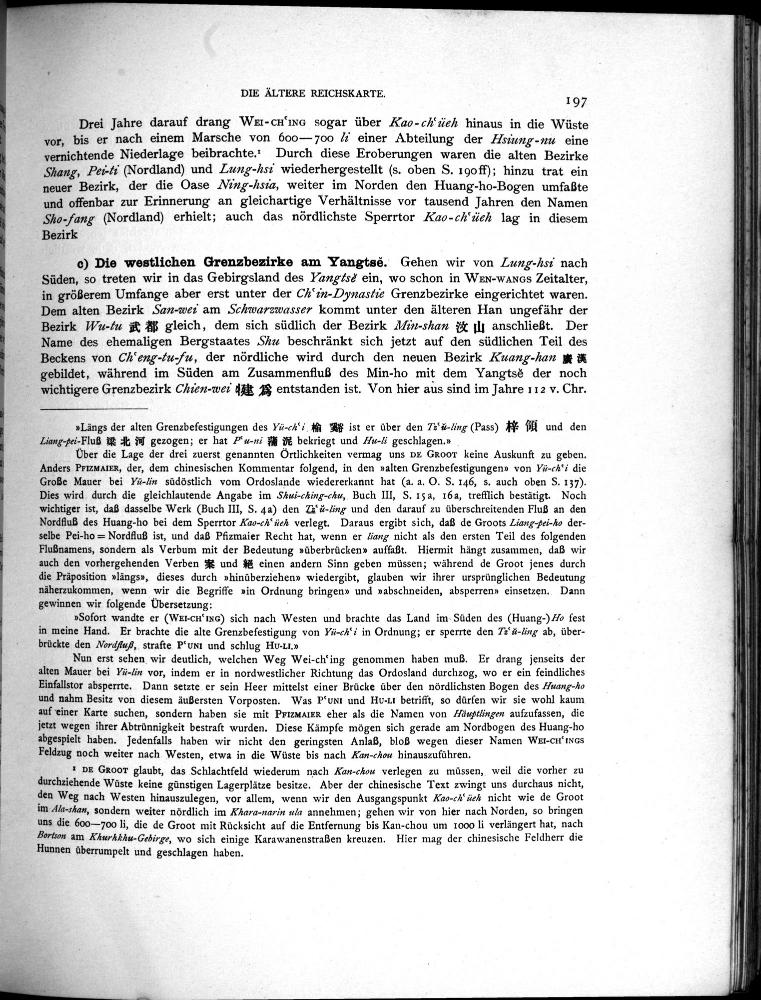 DIE ÄLTERE REICHSKARTE.
197
Drei Jahre darauf drang WEI-CHʿING sogar über Kao-chʿüeh hinaus in die Wüste
vor, bis er nach einem Marsche von 600—700 li einer Abteilung der Hsiung-nu eine
vernichtende Niederlage beibrachte.¹ Durch diese Eroberungen waren die alten Bezirke
Shang, Pei-ti (Nordland) und Lung-hsi wiederhergestellt (s. oben S. 190ff); hinzu trat ein
neuer Bezirk, der die Oase Ning-hsia, weiter im Norden den Huang-ho-Bogen umfaßte
und offenbar zur Erinnerung an gleichartige Verhältnisse vor tausend Jahren den Namen
Sho-fang (Nordland) erhielt; auch das nördlichste Sperrtor Kao-chʿüeh lag in diesem
Bezirk
c) Die westlichen Grenzbezirke am Yangtsĕ. Gehen wir von Lung-hsi nach
Süden, so treten wir in das Gebirgsland des Yangtsĕ ein, wo schon in WEN-WANGS Zeitalter,
in größerem Umfange aber erst unter der Chʿin-Dynastie Grenzbezirke eingerichtet waren.
Dem alten Bezirk San-wei am Schwarzwasser kommt unter den älteren Han ungefähr der
Bezirk Wu-tu 武都 gleich, dem sich südlich der Bezirk Min-shan 汶山 anschließt. Der
Name des ehemaligen Bergstaates Shu beschränkt sich jetzt auf den südlichen Teil des
Beckens von Chʿeng-tu-fu, der nördliche wird durch den neuen Bezirk Kuang-han 廣漢
gebildet, während im Süden am Zusammenfluß des Min-ho mit dem Yangtsĕ der noch
wichtigere Grenzbezirk Chien-wei 犍爲 entstanden ist. Von hier aus sind im Jahre 112 v. Chr.
»Längs der alten Grenzbefestigungen des Yü-chʿi 榆谿 ist er über den Tsʿŭ-ling (Pass) 梓領 und den
Liang-pei-Fluß 梁北河 gezogen; er hat Pʿu-ni 蒲泥 bekriegt und Hu-li geschlagen.»
Über die Lage der drei zuerst genannten Örtlichkeiten vermag uns DE GROOT keine Auskunft zu geben.
Anders PFIZMAIER, der, dem chinesischen Kommentar folgend, in den »alten Grenzbefestigungen» von Yü-chʿi die
Große Mauer bei Yü-lin südöstlich vom Ordoslande wiedererkannt hat (a. a. O. S. 146, s. auch oben S. 137).
Dies wird durch die gleichlautende Angabe im Shui-ching-chu, Buch III, S. 15a, 16a, trefflich bestätigt. Noch
wichtiger ist, daß dasselbe Werk (Buch III, S. 4a) den Tsʿŭ-ling und den darauf zu überschreitenden Fluß an den
Nordfluß des Huang-ho bei dem Sperrtor Kao-chʿüeh verlegt. Daraus ergibt sich, daß de Groots Liang-pei-ho der-
selbe Pei-ho = Nordfluß ist, und daß Pfizmaier Recht hat, wenn er liang nicht als den ersten Teil des folgenden
Flußnamens, sondern als Verbum mit der Bedeutung »überbrücken» auffaßt. Hiermit hängt zusammen, daß wir
auch den vorhergehenden Verben 案 und 絕 einen andern Sinn geben müssen; während de Groot jenes durch
die Präposition »längs», dieses durch »hinüberziehen» wiedergibt, glauben wir ihrer ursprünglichen Bedeutung
näherzukommen, wenn wir die Begriffe »in Ordnung bringen» und »abschneiden, absperren» einsetzen. Dann
gewinnen wir folgende Übersetzung:
»Sofort wandte er (WEI-CHʿING) sich nach Westen und brachte das Land im Süden des (Huang-)Ho fest
in meine Hand. Er brachte die alte Grenzbefestigung von Yü-chʿi in Ordnung; er sperrte den Tsʿŭ-ling ab, über-
brückte den Nordfluß, strafte PʿUNI und schlug HU-LI.»
Nun erst sehen wir deutlich, welchen Weg Wei-chʿing genommen haben muß. Er drang jenseits der
alten Mauer bei Yü-lin vor, indem er in nordwestlicher Richtung das Ordosland durchzog, wo er ein feindliches
Einfallstor absperrte. Dann setzte er sein Heer mittelst einer Brücke über den nördlichsten Bogen des Huang-ho
und nahm Besitz von diesem äußersten Vorposten. Was PʿUNI und HU-LI betrifft, so dürfen wir sie wohl kaum
auf einer Karte suchen, sondern haben sie mit PFIZMAIER eher als die Namen von Häuptlingen aufzufassen, die
jetzt wegen ihrer Abtrünnigkeit bestraft wurden. Diese Kämpfe mögen sich gerade am Nordbogen des Huang-ho
abgespielt haben. Jedenfalls haben wir nicht den geringsten Anlaß, bloß wegen dieser Namen WEI-CHʿINGS
Feldzug noch weiter nach Westen, etwa in die Wüste bis nach Kan-chou hinauszuführen.
¹ DE GROOT glaubt, das Schlachtfeld wiederum nach Kan-chou verlegen zu müssen, weil die vorher zu
durchziehende Wüste keine günstigen Lagerplätze besitze. Aber der chinesische Text zwingt uns durchaus nicht,
den Weg nach Westen hinauszulegen, vor allem, wenn wir den Ausgangspunkt Kao-chʿüeh nicht wie de Groot
im Ala-shan, sondern weiter nördlich im Khara-narin ula annehmen; gehen wir von hier nach Norden, so bringen
uns die 600—700 li, die de Groot mit Rücksicht auf die Entfernung bis Kan-chou um 1000 li verlängert hat, nach
Bortson am Khurkhu-Gebirge, wo sich einige Karawanenstraßen kreuzen. Hier mag der chinesische Feldherr die
Hunnen überrumpelt und geschlagen haben.